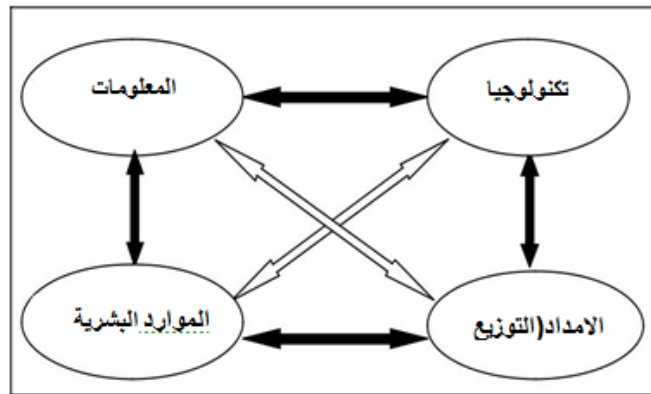 تكنولوجيا
المعلومات
الامداد(التوزيع
الموارد البشرية